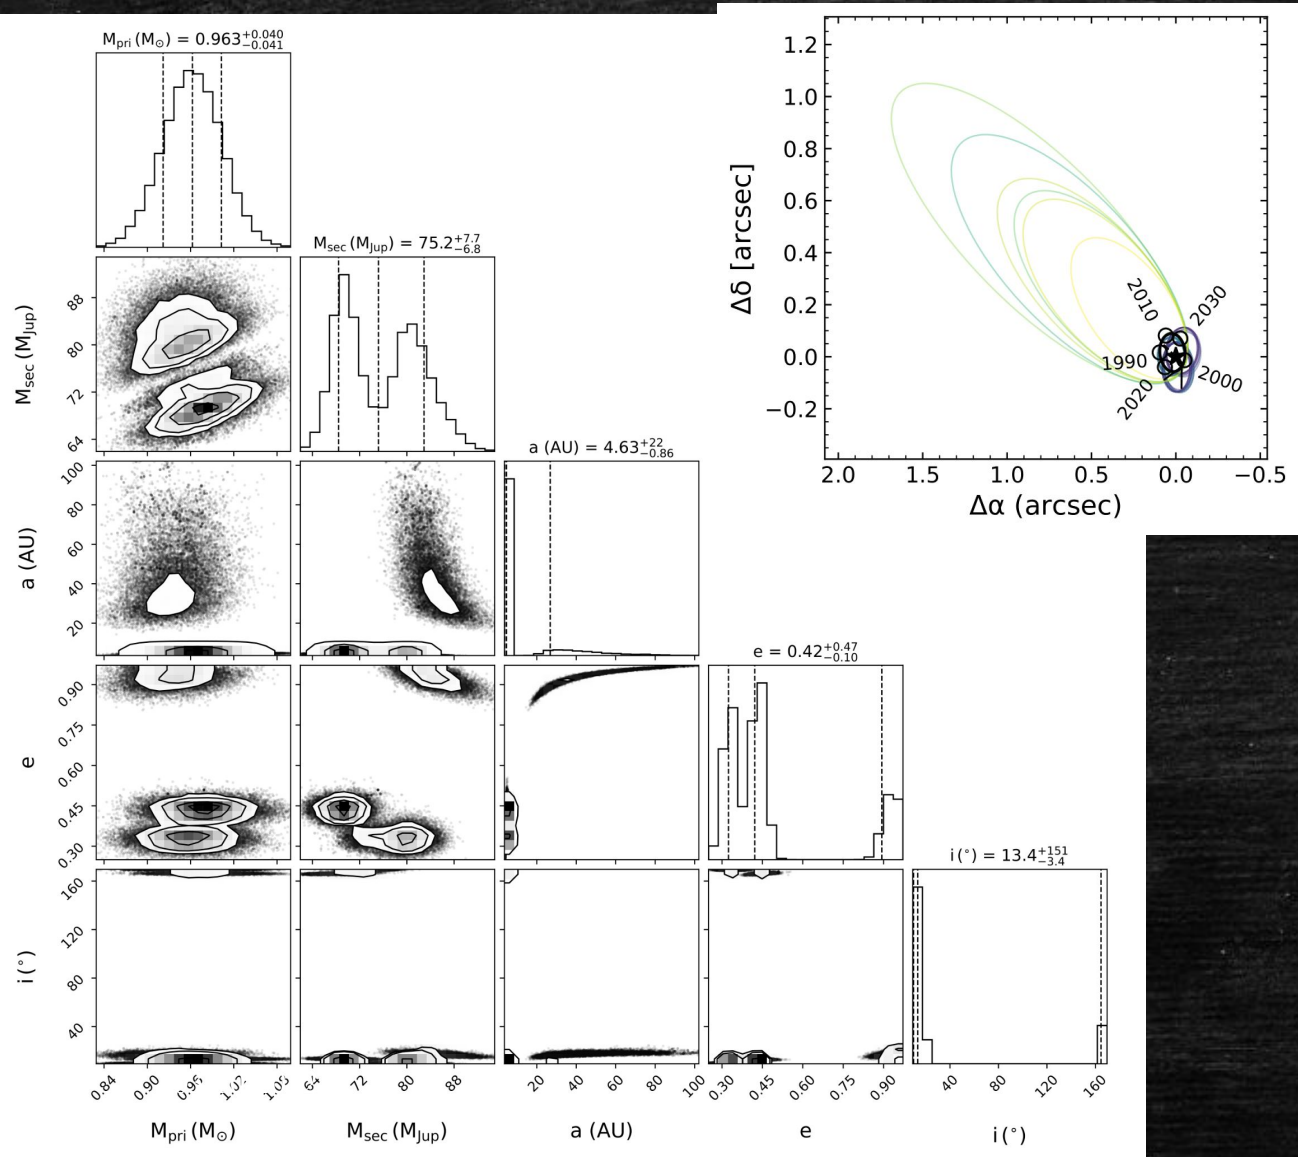 M_pri (M_⊙) = 0.963^{+0.040}_{-0.041}
M_sec (M_Jup) = 75.2^{+7.7}_{-6.8}
a (AU) = 4.63^{+22}_{-0.86}
e = 0.42^{+0.47}_{-0.10}
i (°) = 13.4^{+151}_{-3.4}
M_sec (M_Jup)
88
80
72
64
a (AU)
100
80
60
40
20
e
0.90
0.75
0.60
0.45
0.30
i (°)
160
120
80
40
0.84 0.90 0.96 1.02 1.05
64 72 80 88
20 40 60 80 100
0.30 0.45 0.60 0.75 0.90
40 80 120 160
M_pri (M_⊙)
M_sec (M_Jup)
a (AU)
e
i (°)
Δδ [arcsec]
1.2
1.0
0.8
0.6
0.4
0.2
0.0
−0.2
2010
2030
1990
2000
2020
2.0 1.5 1.0 0.5 0.0 −0.5
Δα (arcsec)